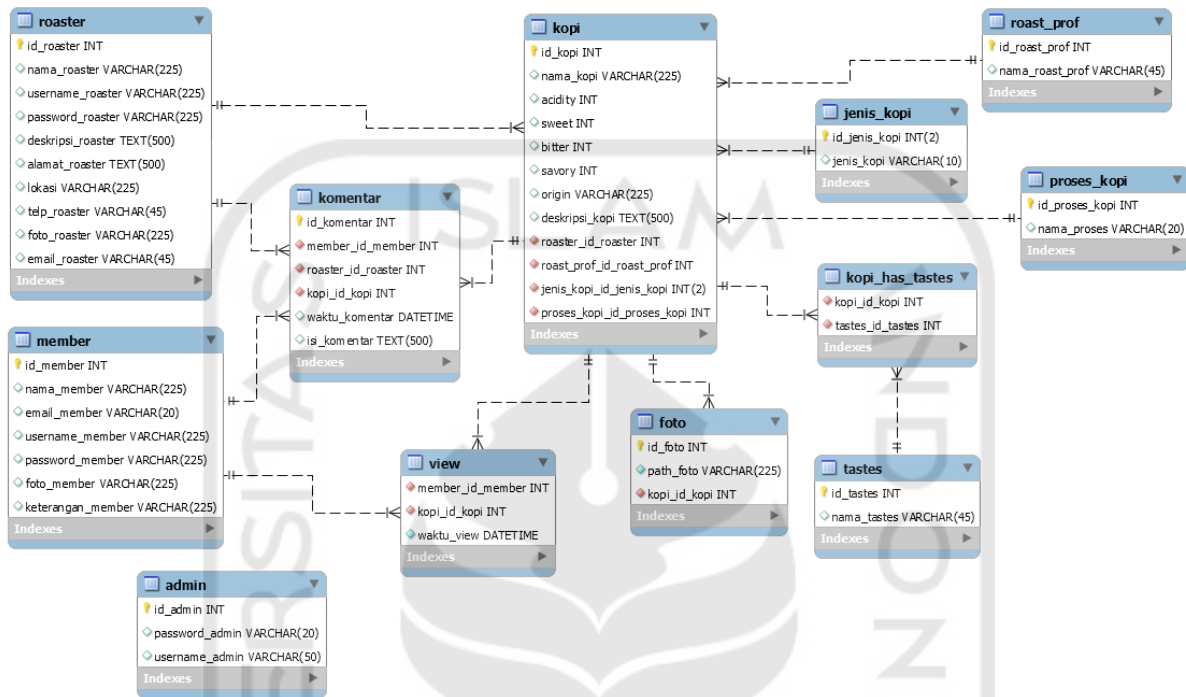 roaster
id_roaster INT
nama_roaster VARCHAR(225)
username_roaster VARCHAR(225)
password_roaster VARCHAR(225)
deskripsi_roaster TEXT(500)
alamat_roaster TEXT(500)
lokasi VARCHAR(225)
telp_roaster VARCHAR(45)
foto_roaster VARCHAR(225)
email_roaster VARCHAR(45)
Indexes
kopi
id_kopi INT
nama_kopi VARCHAR(225)
acidity INT
sweet INT
bitter INT
savory INT
origin VARCHAR(225)
deskripsi_kopi TEXT(500)
roaster_id_roaster INT
roast_prof_id_roast_prof INT
jenis_kopi_id_jenis_kopi INT(2)
proses_kopi_id_proses_kopi INT
Indexes
roast_prof
id_roast_prof INT
nama_roast_prof VARCHAR(45)
Indexes
jenis_kopi
id_jenis_kopi INT(2)
jenis_kopi VARCHAR(10)
Indexes
proses_kopi
id_proses_kopi INT
nama_proses VARCHAR(20)
Indexes
komentar
id_komentar INT
member_id_member INT
roaster_id_roaster INT
kopi_id_kopi INT
waktu_komentar DATETIME
isi_komentar TEXT(500)
Indexes
kopi_has_tastes
kopi_id_kopi INT
tastes_id_tastes INT
Indexes
member
id_member INT
nama_member VARCHAR(225)
email_member VARCHAR(20)
username_member VARCHAR(225)
password_member VARCHAR(225)
foto_member VARCHAR(225)
keterangan_member VARCHAR(225)
Indexes
view
member_id_member INT
kopi_id_kopi INT
waktu_view DATETIME
Indexes
foto
id_foto INT
path_foto VARCHAR(225)
kopi_id_kopi INT
Indexes
tastes
id_tastes INT
nama_tastes VARCHAR(45)
Indexes
admin
id_admin INT
password_admin VARCHAR(20)
username_admin VARCHAR(50)
Indexes
ISLAM